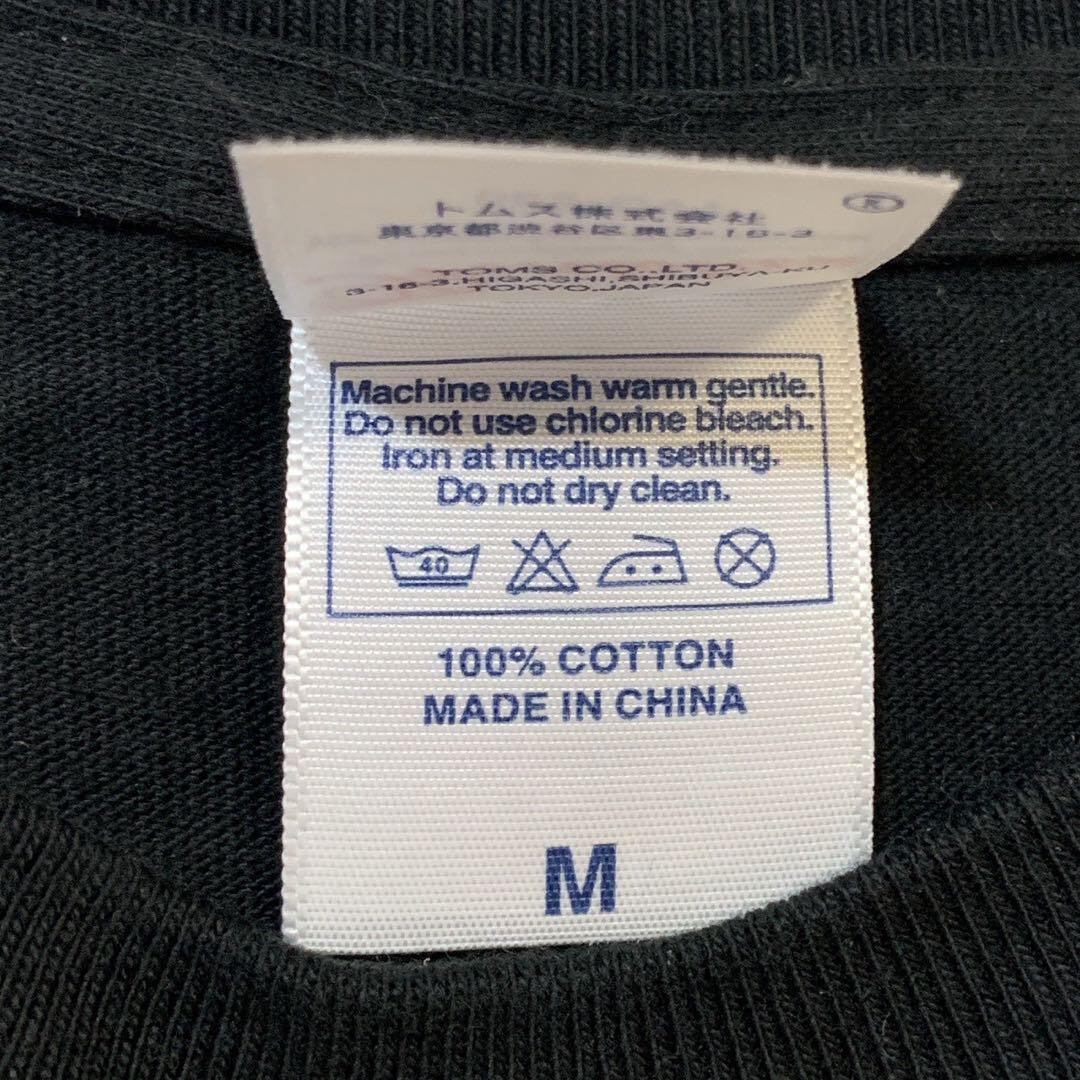 ®
トムス株式会社
東京都渋谷区東3-16-3
TOMS CO.,LTD.
3-16-3,HIGASHI,SHIBUYA-KU
TOKYO,JAPAN
Machine wash warm gentle.
Do not use chlorine bleach.
Iron at medium setting.
Do not dry clean.
40
100% COTTON
MADE IN CHINA
M